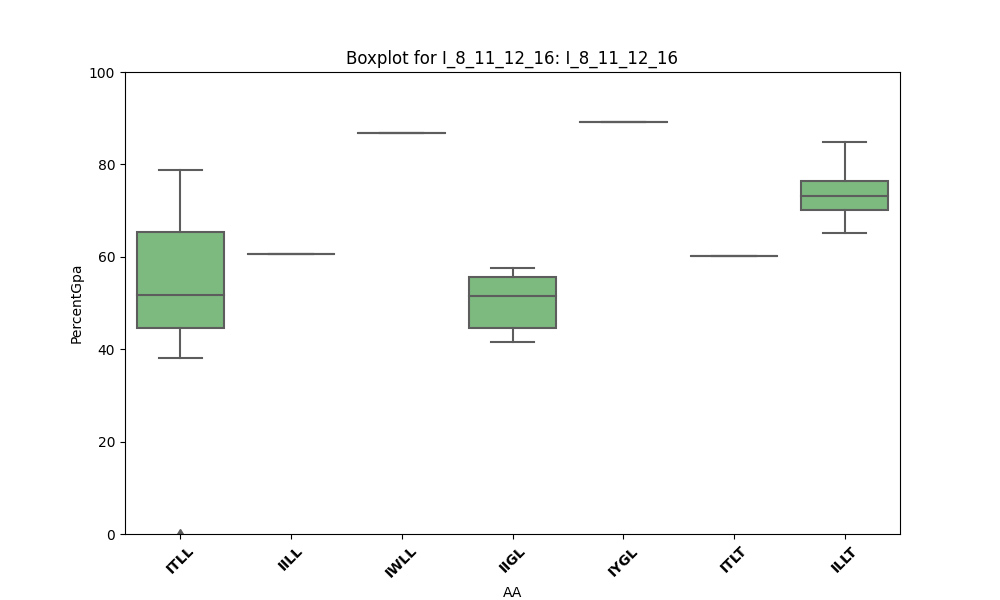 Boxplot for I_8_11_12_16: I_8_11_12_16
100
80
60
40
20
0
PercentGpa
ITLL
IILL
IWLL
IIGL
IYGL
ITLT
ILLT
AA